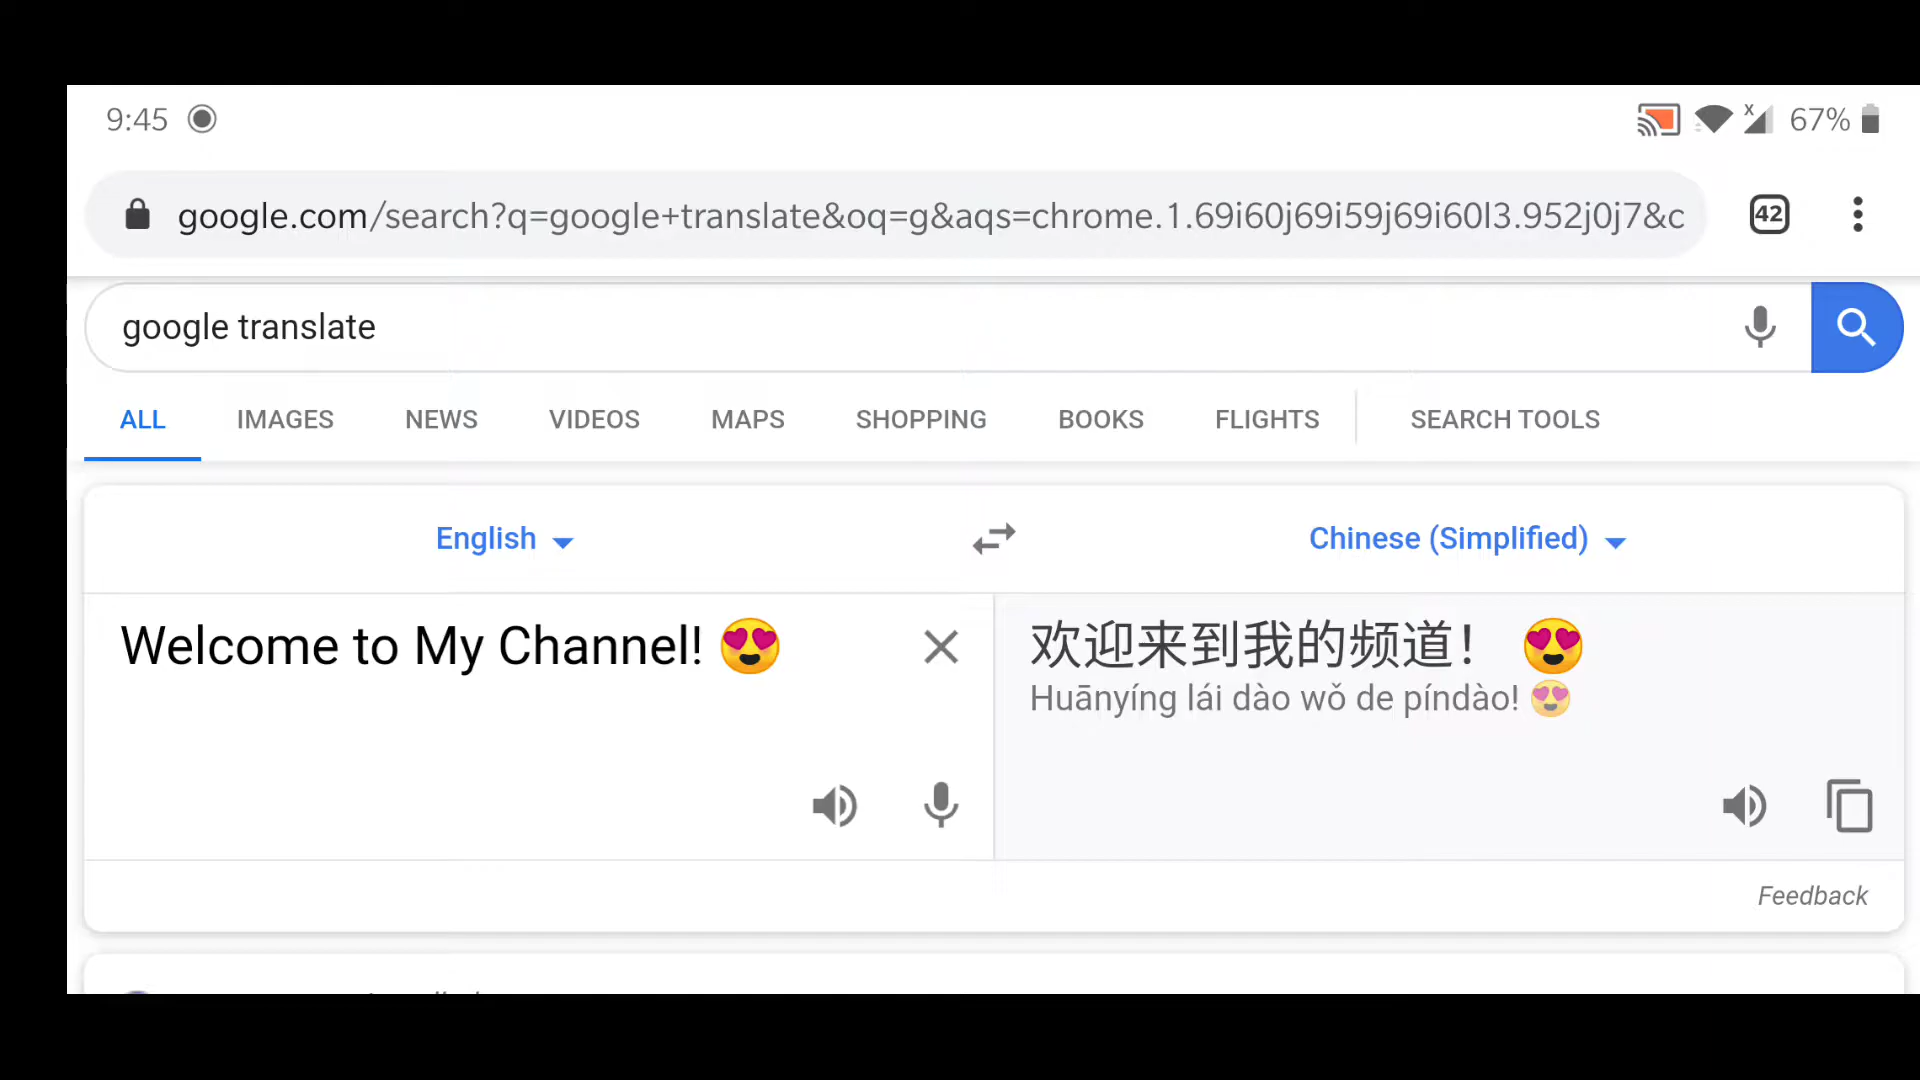 9:45 67%
google.com/search?q=google+translate&oq=g&aqs=chrome.1.69i60j69i59j69i60l3.952j0j7&c 42
google translate
ALL IMAGES NEWS VIDEOS MAPS SHOPPING BOOKS FLIGHTS SEARCH TOOLS
English Chinese (Simplified)
Welcome to My Channel! 😍
欢迎来到我的频道！ 😍
Huānyíng lái dào wǒ de píndào! 😍
Feedback